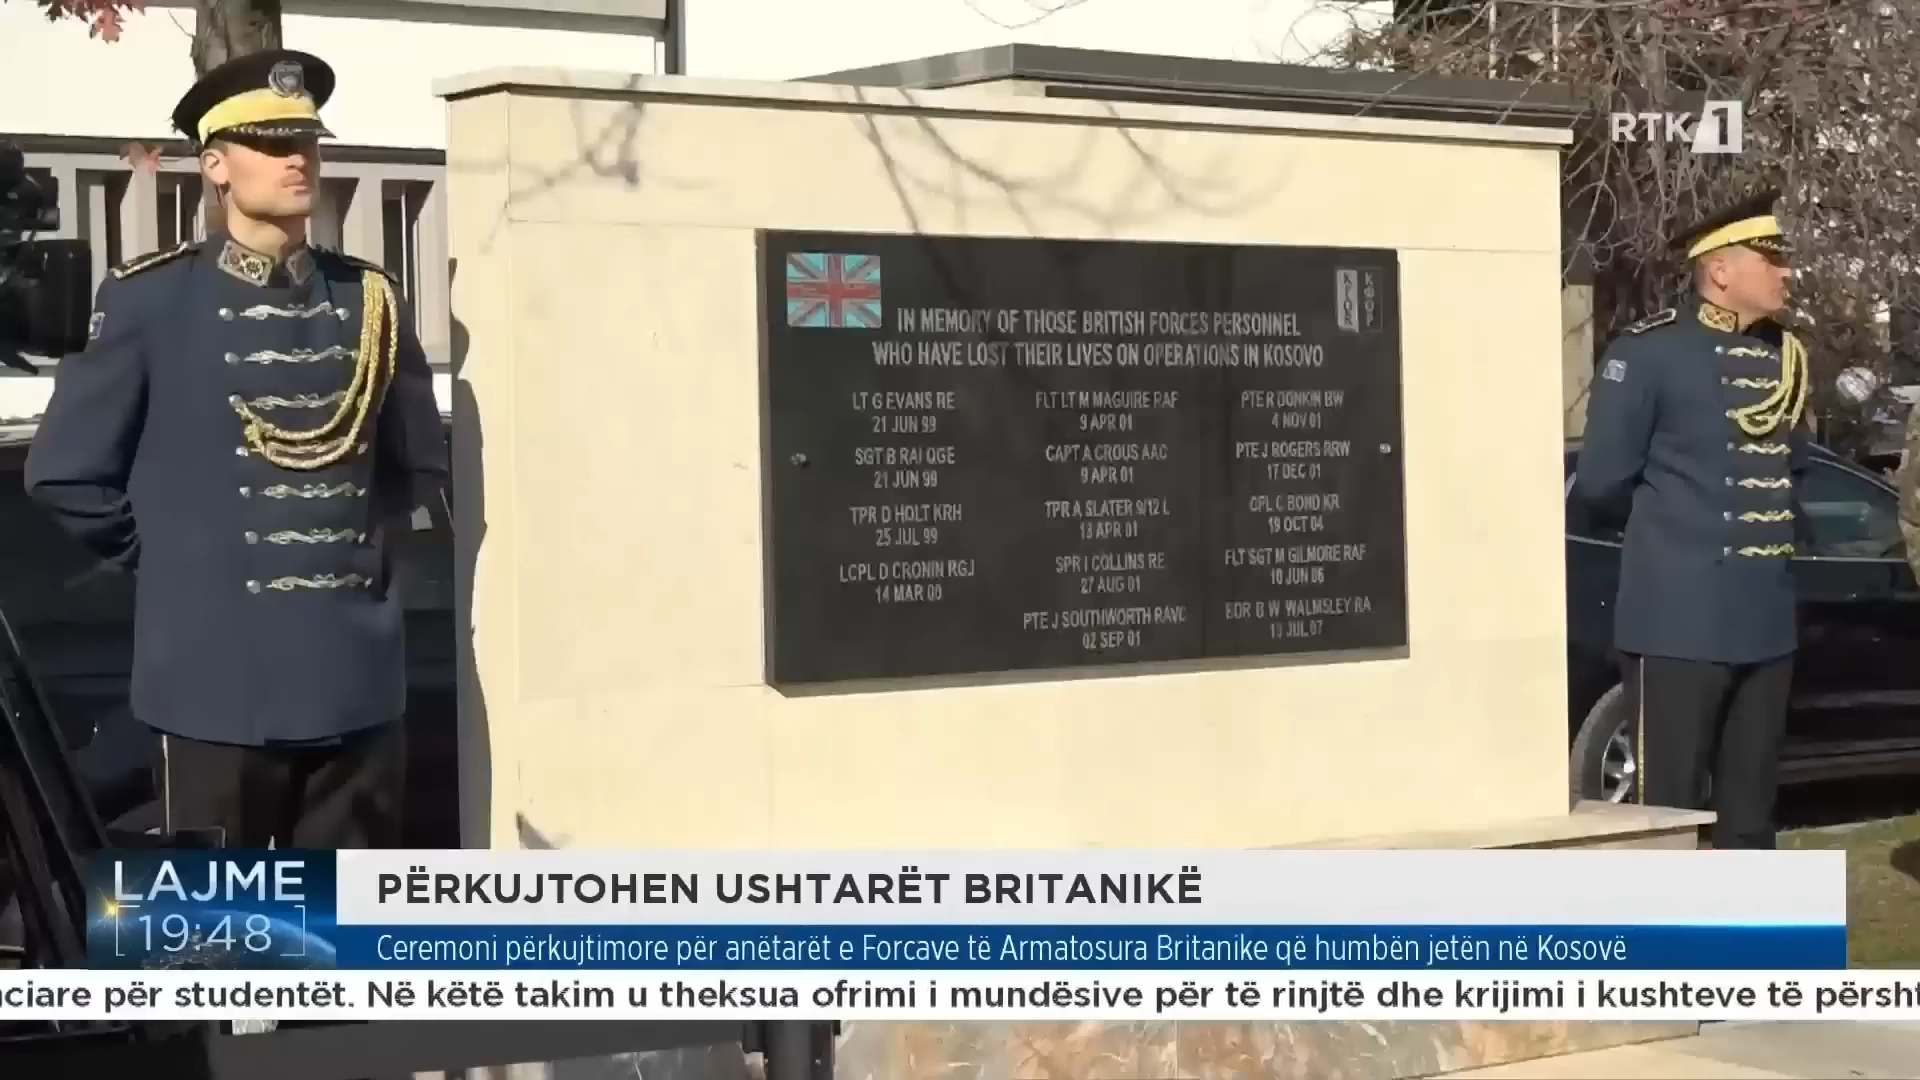 RTK 1
KFOR
КФОР
IN MEMORY OF THOSE BRITISH FORCES PERSONNEL
WHO HAVE LOST THEIR LIVES ON OPERATIONS IN KOSOVO
LT G EVANS RE
21 JUN 99
SGT B RAI QGE
21 JUN 99
TPR D HOLT KRH
25 JUL 99
LCPL D CRONIN RGJ
14 MAR 00
FLT LT M MAGUIRE RAF
9 APR 01
CAPT A CROUS AAC
9 APR 01
TPR A SLATER 9/12 L
13 APR 01
SPR I COLLINS RE
27 AUG 01
PTE J SOUTHWORTH RAVC
02 SEP 01
PTE R DONKIN BW
4 NOV 01
PTE J ROGERS RRW
17 DEC 01
CPL C BOND KR
19 OCT 04
FLT SGT M GILMORE RAF
10 JUN 06
BDR B W WALMSLEY RA
13 JUL 07
LAJME
19:48
PËRKUJTOHEN USHTARËT BRITANIKË
Ceremoni përkujtimore për anëtarët e Forcave të Armatosura Britanike që humbën jetën në Kosovë
ciare për studentët. Në këtë takim u theksua ofrimi i mundësive për të rinjtë dhe krijimi i kushteve të përsht